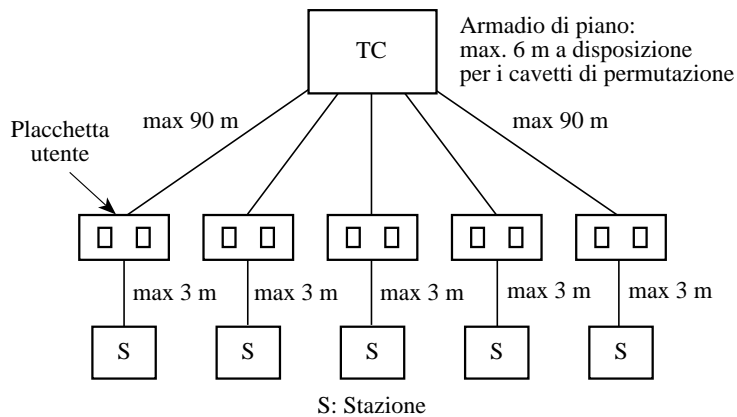 TC
Armadio di piano:
max. 6 m a disposizione
per i cavetti di permutazione
max 90 m
max 90 m
Placchetta
utente
max 3 m
max 3 m
max 3 m
max 3 m
max 3 m
S
S
S
S
S
S: Stazione